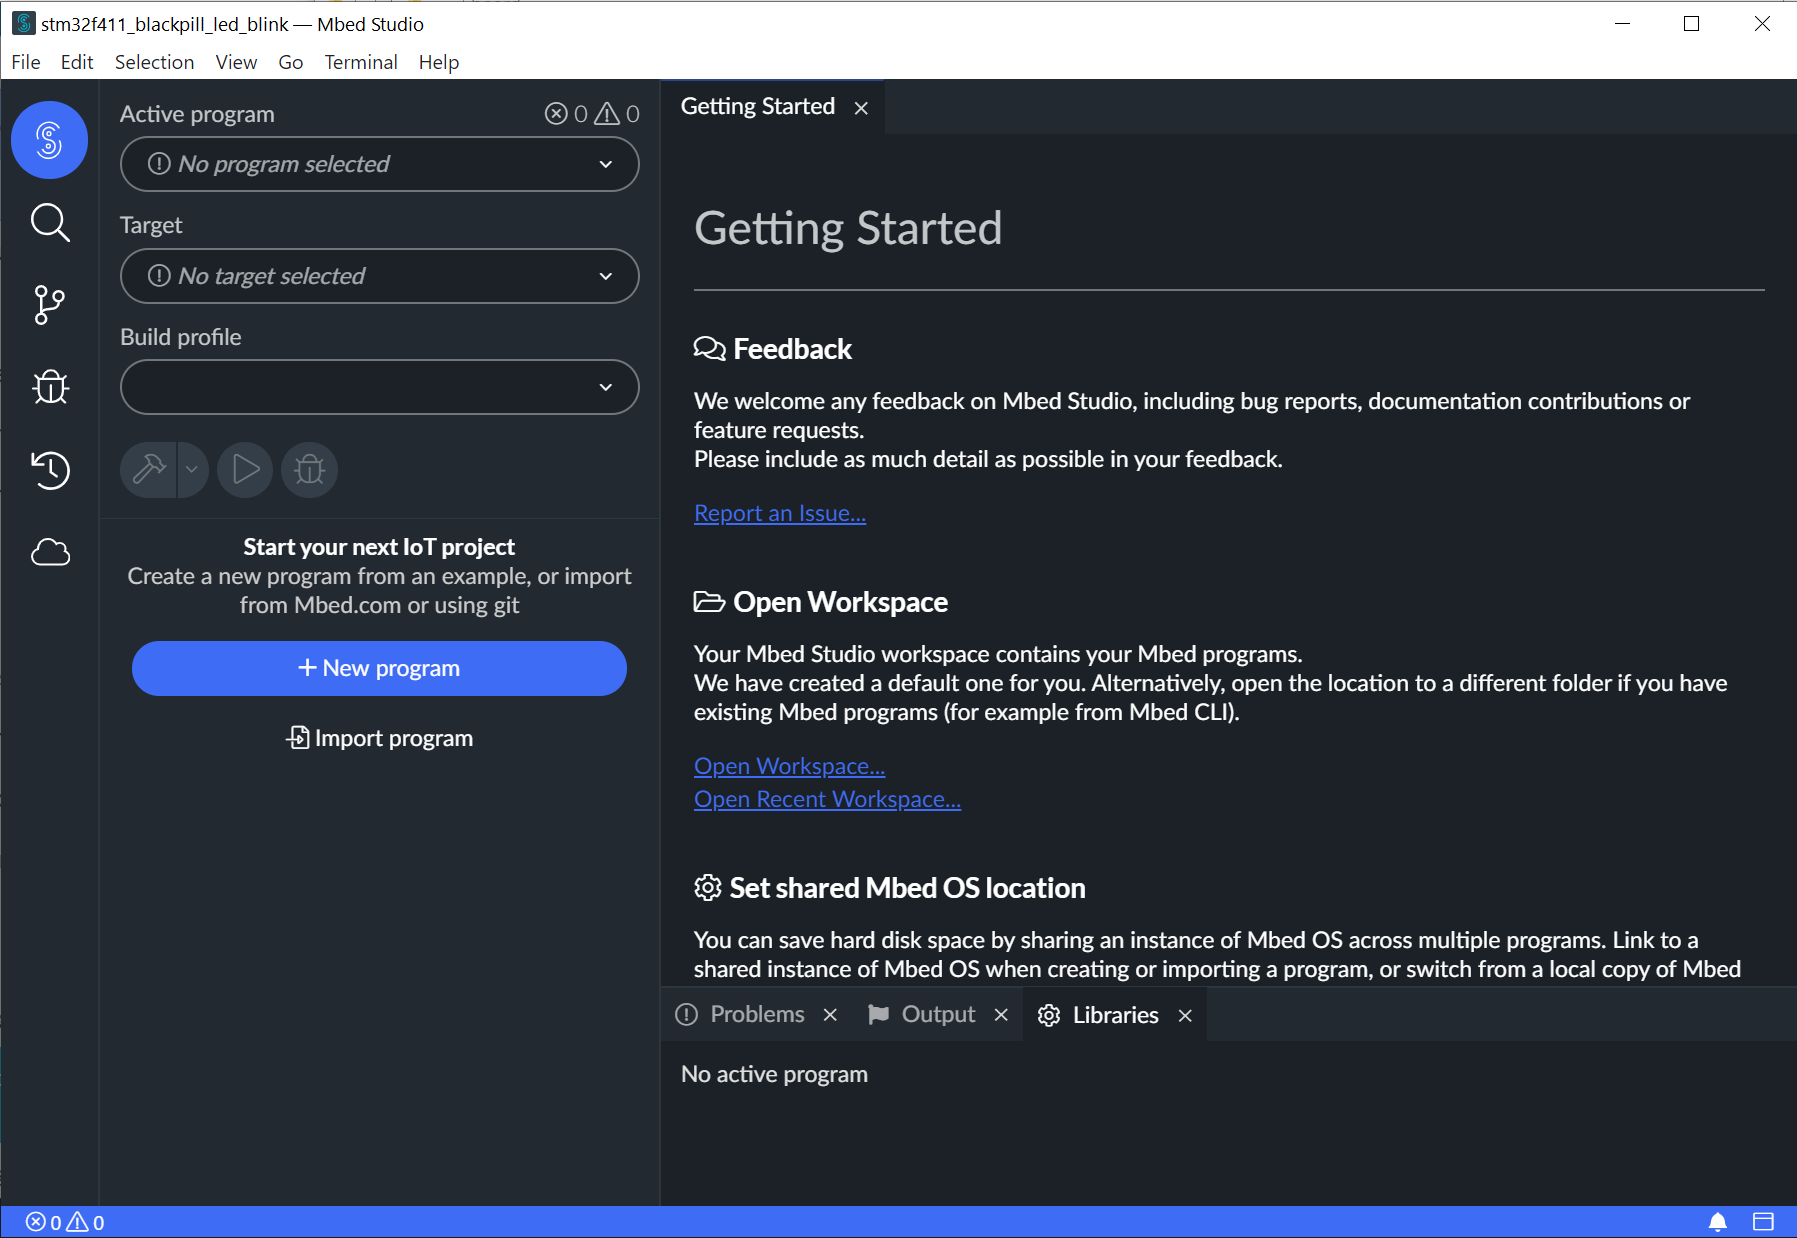 stm32f411_blackpill_led_blink — Mbed Studio
File Edit Selection View Go Terminal Help
Active program 0 0
No program selected
Target
No target selected
Build profile
Start your next IoT project
Create a new program from an example, or import
from Mbed.com or using git
New program
Import program
Getting Started
Getting Started
Feedback
We welcome any feedback on Mbed Studio, including bug reports, documentation contributions or
feature requests.
Please include as much detail as possible in your feedback.
Report an Issue...
Open Workspace
Your Mbed Studio workspace contains your Mbed programs.
We have created a default one for you. Alternatively, open the location to a different folder if you have
existing Mbed programs (for example from Mbed CLI).
Open Workspace...
Open Recent Workspace...
Set shared Mbed OS location
You can save hard disk space by sharing an instance of Mbed OS across multiple programs. Link to a
shared instance of Mbed OS when creating or importing a program, or switch from a local copy of Mbed
Problems Output Libraries
No active program
0 0